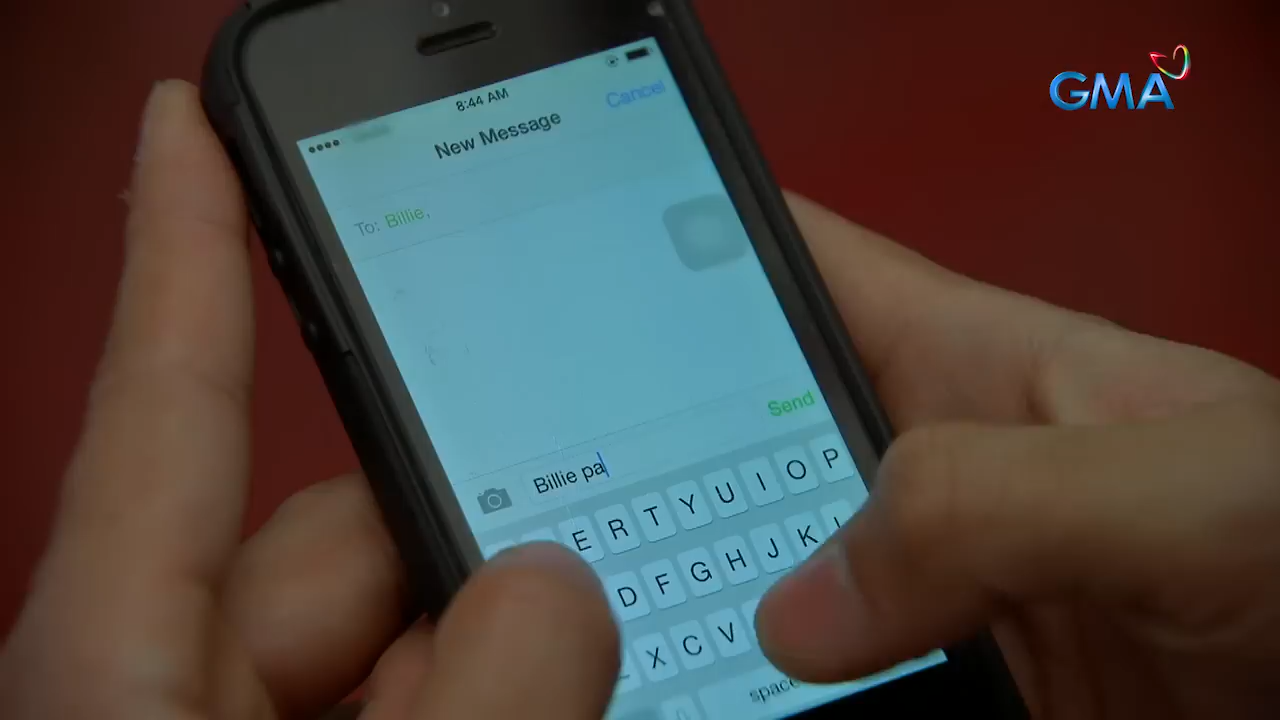 GMA
8:44 AM
New Message
Cancel
To: Billie,
Send
Billie pa
E R T Y U I O P
D F G H J K L
X C V
space